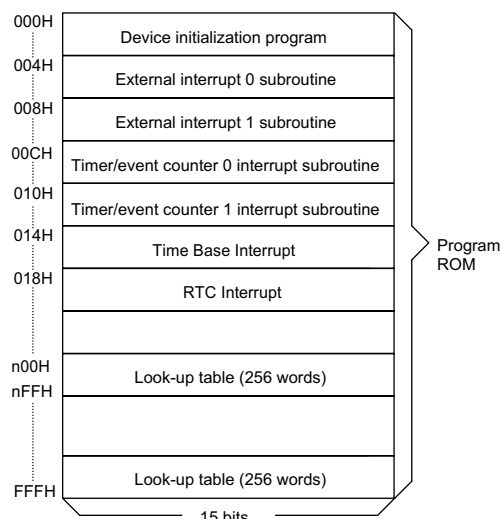 000H
Device initialization program
004H
External interrupt 0 subroutine
008H
External interrupt 1 subroutine
00CH
Timer/event counter 0 interrupt subroutine
010H
Timer/event counter 1 interrupt subroutine
014H
Time Base Interrupt
Program
ROM
018H
RTC Interrupt
n00H
Look-up table (256 words)
nFFH
Look-up table (256 words)
FFFH
15 bits